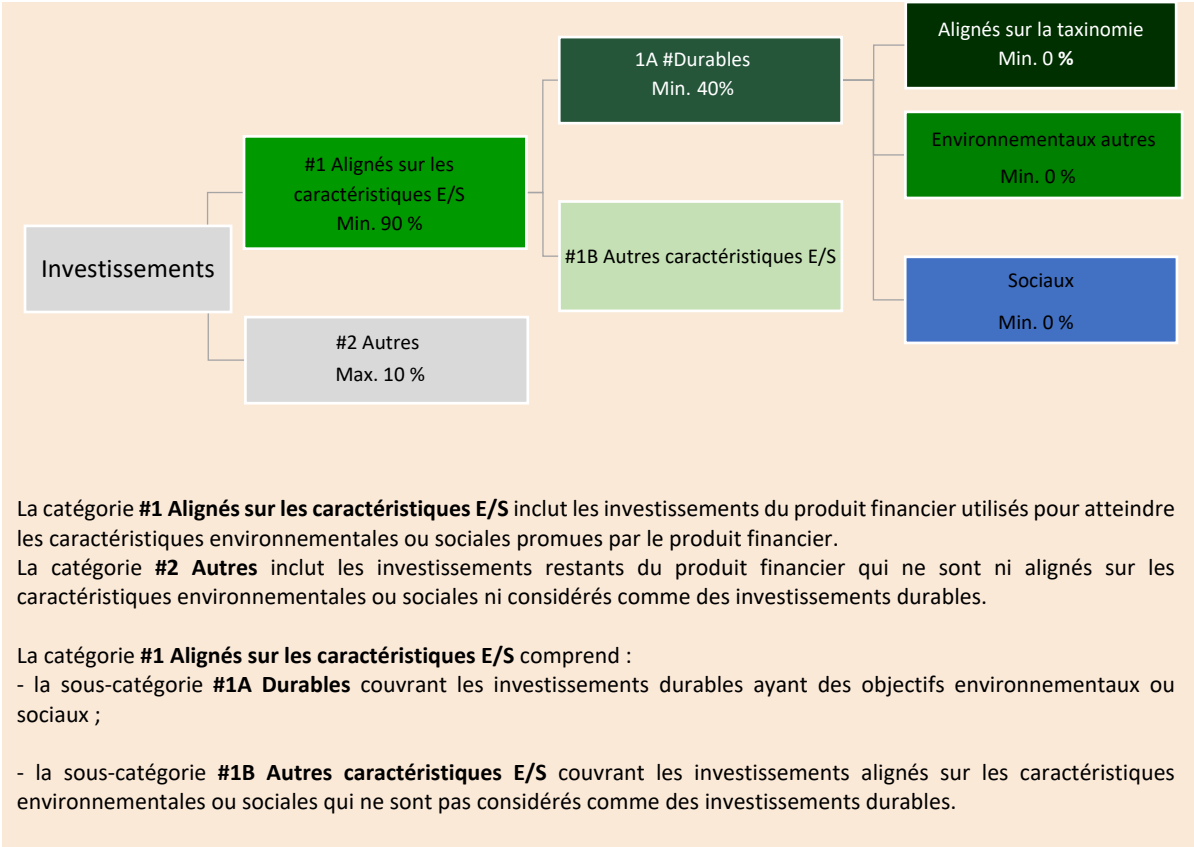 Alignés sur la taxinomie
Min. 0 %
1A #Durables
Min. 40%
Environnementaux autres
Min. 0 %
#1 Alignés sur les
caractéristiques E/S
Min. 90 %
#1B Autres caractéristiques E/S
Investissements
Sociaux
Min. 0 %
#2 Autres
Max. 10 %
La catégorie #1 Alignés sur les caractéristiques E/S inclut les investissements du produit financier utilisés pour atteindre
les caractéristiques environnementales ou sociales promues par le produit financier.
La catégorie #2 Autres inclut les investissements restants du produit financier qui ne sont ni alignés sur les
caractéristiques environnementales ou sociales ni considérés comme des investissements durables.
La catégorie #1 Alignés sur les caractéristiques E/S comprend :
- la sous-catégorie #1A Durables couvrant les investissements durables ayant des objectifs environnementaux ou
sociaux ;
- la sous-catégorie #1B Autres caractéristiques E/S couvrant les investissements alignés sur les caractéristiques
environnementales ou sociales qui ne sont pas considérés comme des investissements durables.